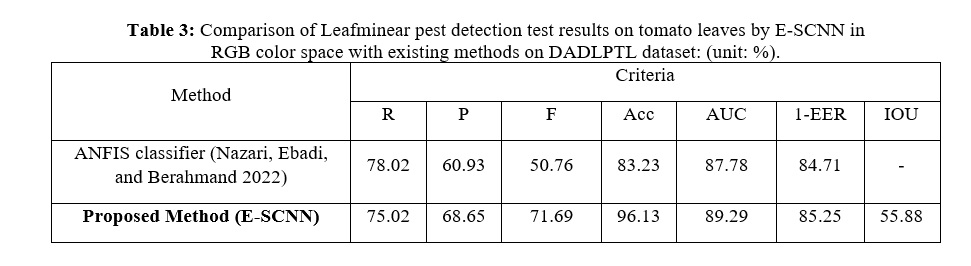 Table 3: Comparison of Leafminear pest detection test results on tomato leaves by E-SCNN in
RGB color space with existing methods on DADLPTL dataset: (unit: %).
Method
Criteria
R P F Acc AUC 1-EER IOU
ANFIS classifier (Nazari, Ebadi,
and Berahmand 2022)
78.02 60.93 50.76 83.23 87.78 84.71 -
Proposed Method (E-SCNN) 75.02 68.65 71.69 96.13 89.29 85.25 55.88